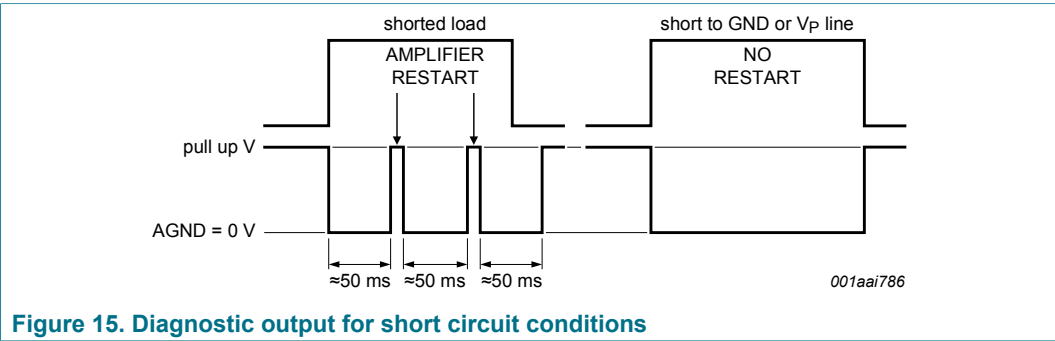 shorted load
short to GND or VP line
AMPLIFIER
RESTART
NO
RESTART
pull up V
AGND = 0 V
≈50 ms ≈50 ms ≈50 ms
001aai786
Figure 15. Diagnostic output for short circuit conditions